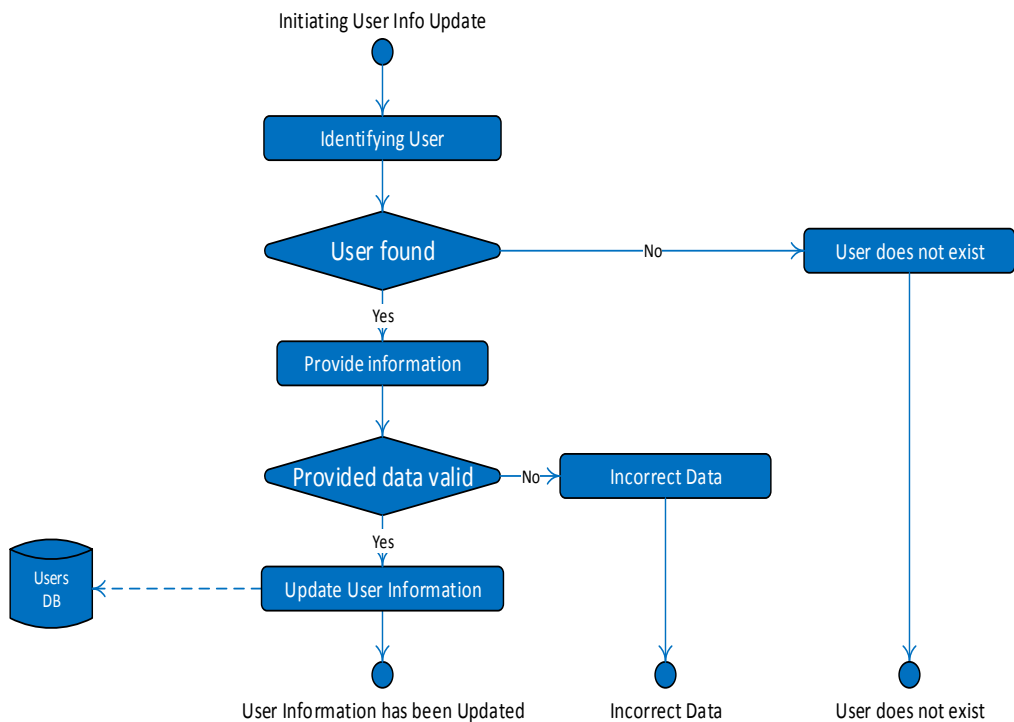 Initiating User Info Update
Identifying User
User found
No
User does not exist
Yes
Provide information
Provided data valid
No
Incorrect Data
Yes
Users
DB
Update User Information
User Information has been Updated
Incorrect Data
User does not exist